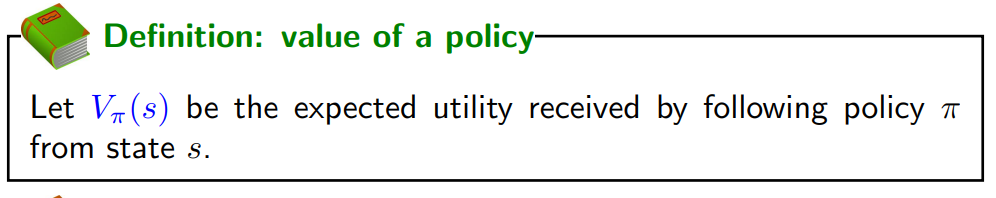 Definition: value of a policy
Let Vπ(s) be the expected utility received by following policy π
from state s.